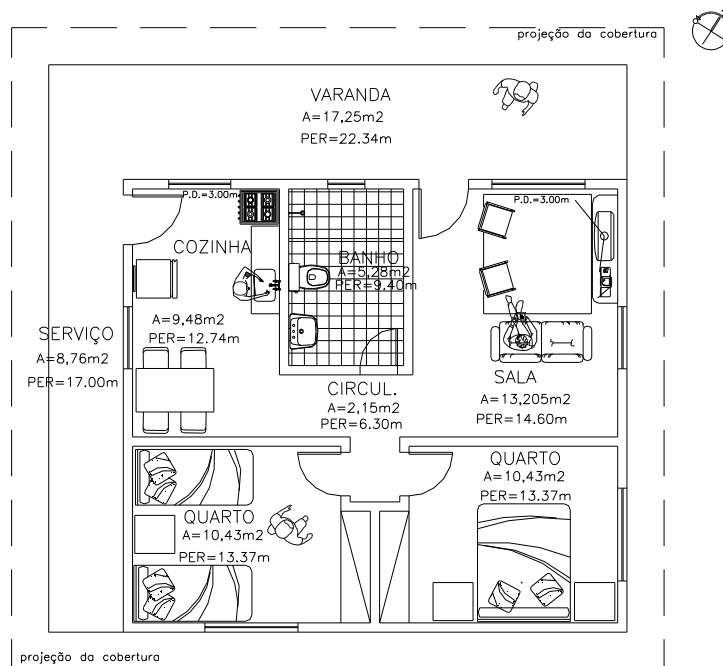 projeção da cobertura
VARANDA
A=17,25m2
PER=22.34m
P.D.=3.00m
P.D.=3.00m
COZINHA
A=9,48m2
PER=12.74m
BANHO
A=5,28m2
PER=9.40m
SERVIÇO
A=8,76m2
PER=17.00m
SALA
A=13,205m2
PER=14.60m
CIRCUL.
A=2,15m2
PER=6.30m
QUARTO
A=10,43m2
PER=13.37m
QUARTO
A=10,43m2
PER=13.37m
projeção da cobertura